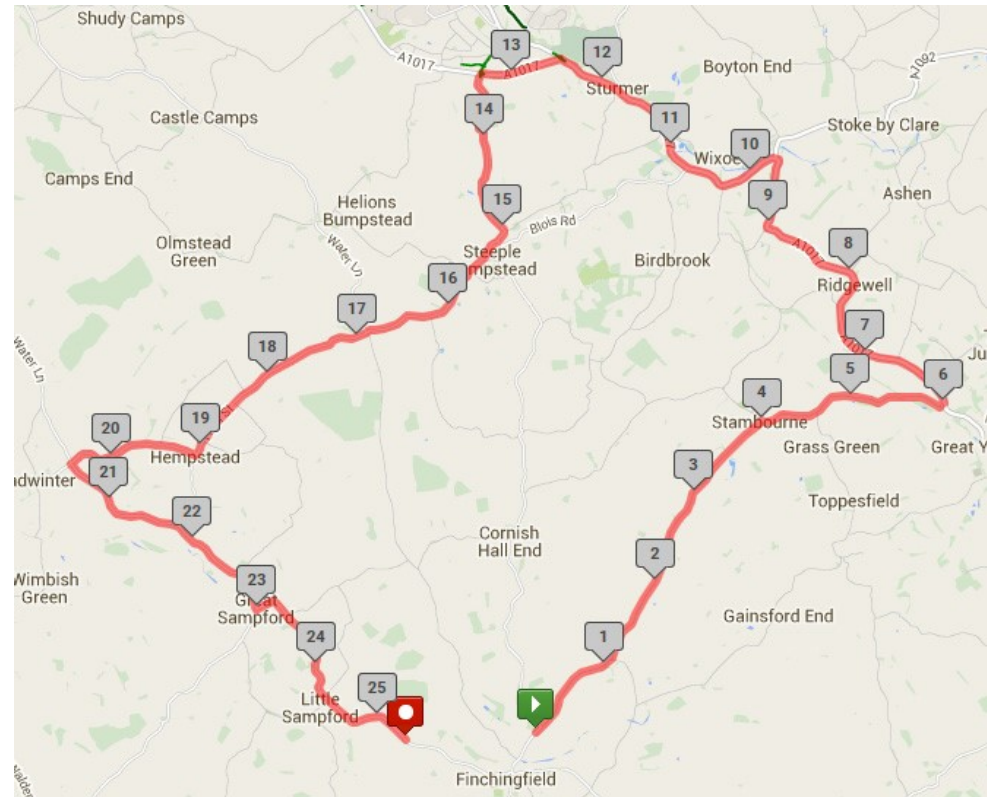 Shudy Camps
13
12
A1017
A1017
A1092
Boyton End
Sturmer
14
11
Castle Camps
Stoke by Clare
10
Camps End
9
Ashen
Helions
Bumpstead
15
Blois Rd
A1017
8
Olmstead
Green
Water Ln
Steeple
mpstead
Birdbrook
16
Ridgewell
17
7
18
5
6
Water Ln
4
Stambourne
19
20
Grass Green
Great Y
Hempstead
3
21
dwinter
Toppesfield
22
Cornish
Hall End
2
23
Wimbish
Green
Great
Sampford
Gainsford End
24
1
25
Little
Sampford
Finchingfield